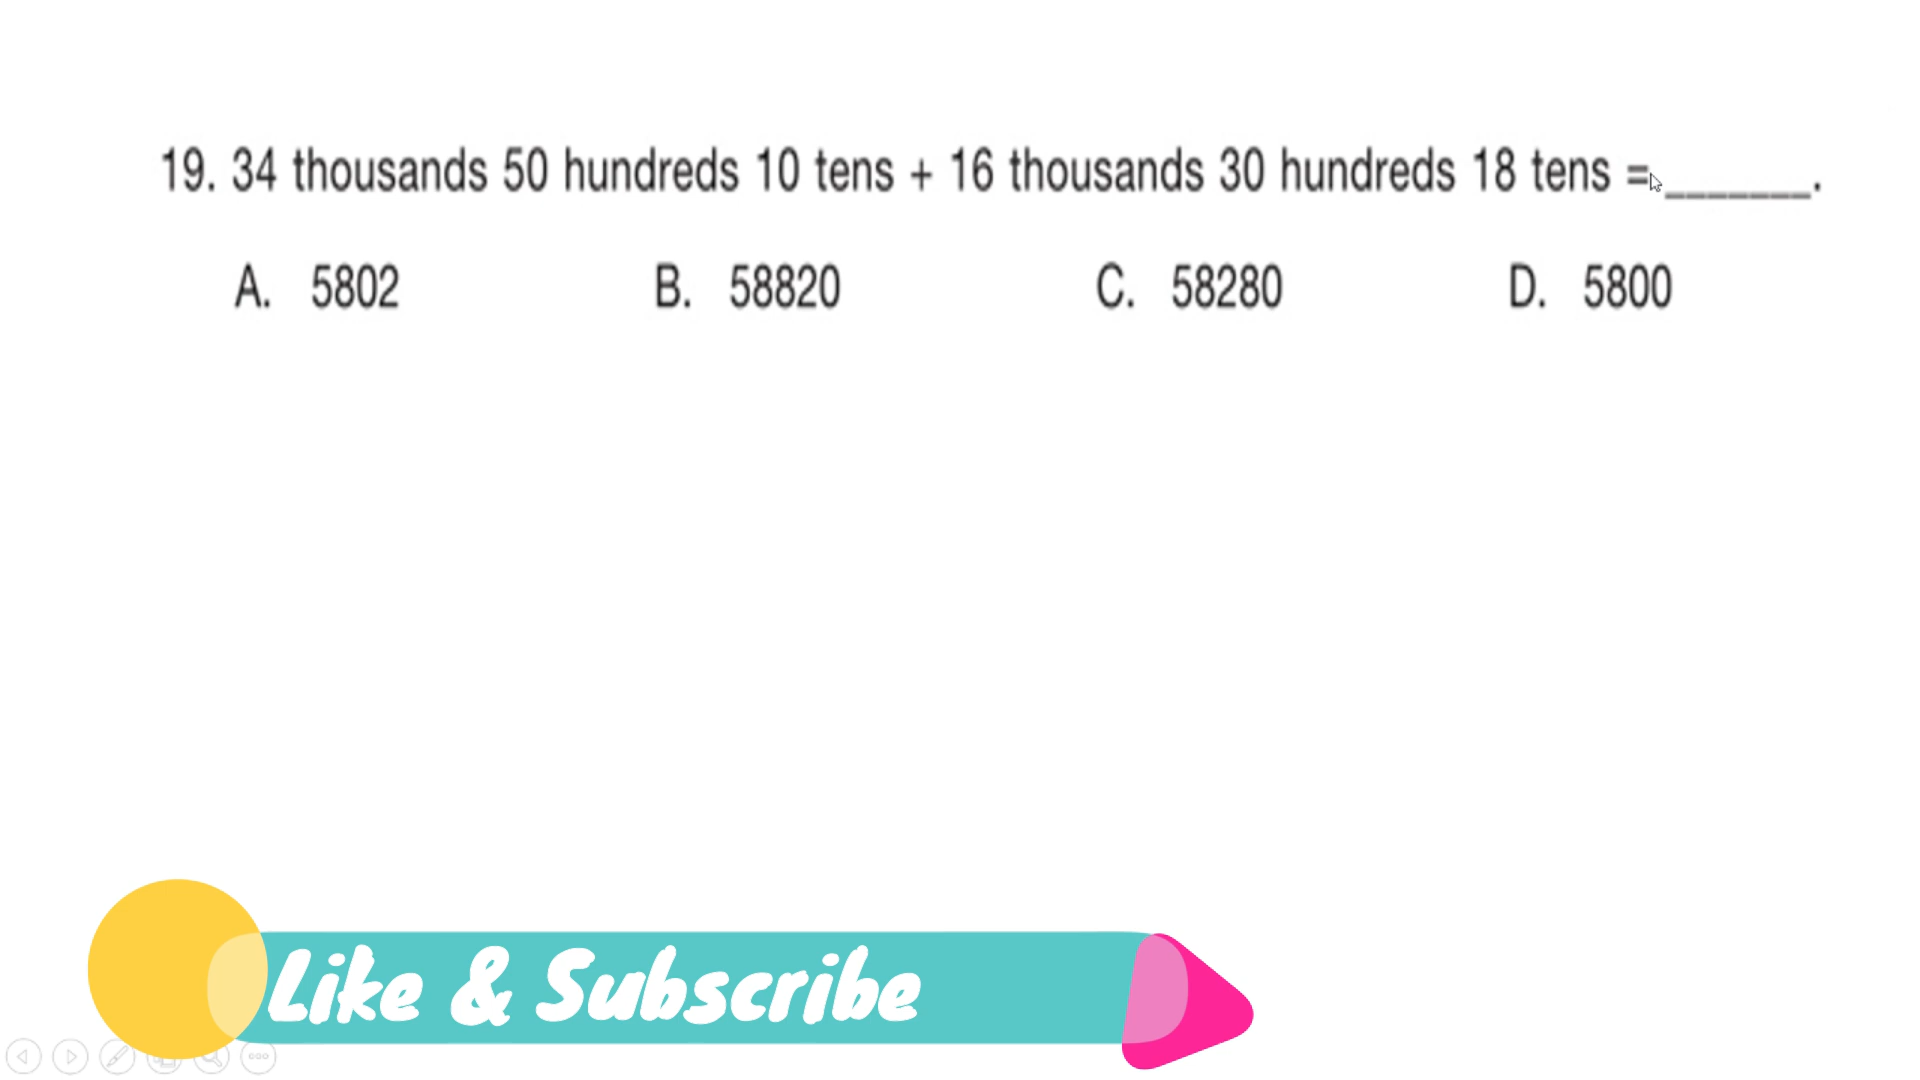 19. 34 thousands 50 hundreds 10 tens + 16 thousands 30 hundreds 18 tens =_______.
A. 5802 B. 58820 C. 58280 D. 5800
Like & Subscribe